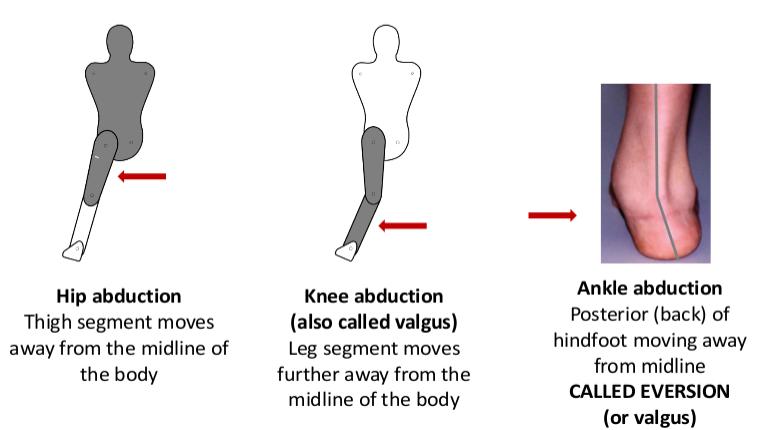 Hip abduction
Thigh segment moves
away from the midline of
the body
Knee abduction
(also called valgus)
Leg segment moves
further away from the
midline of the body
Ankle abduction
Posterior (back) of
hindfoot moving away
from midline
CALLED EVERSION
(or valgus)